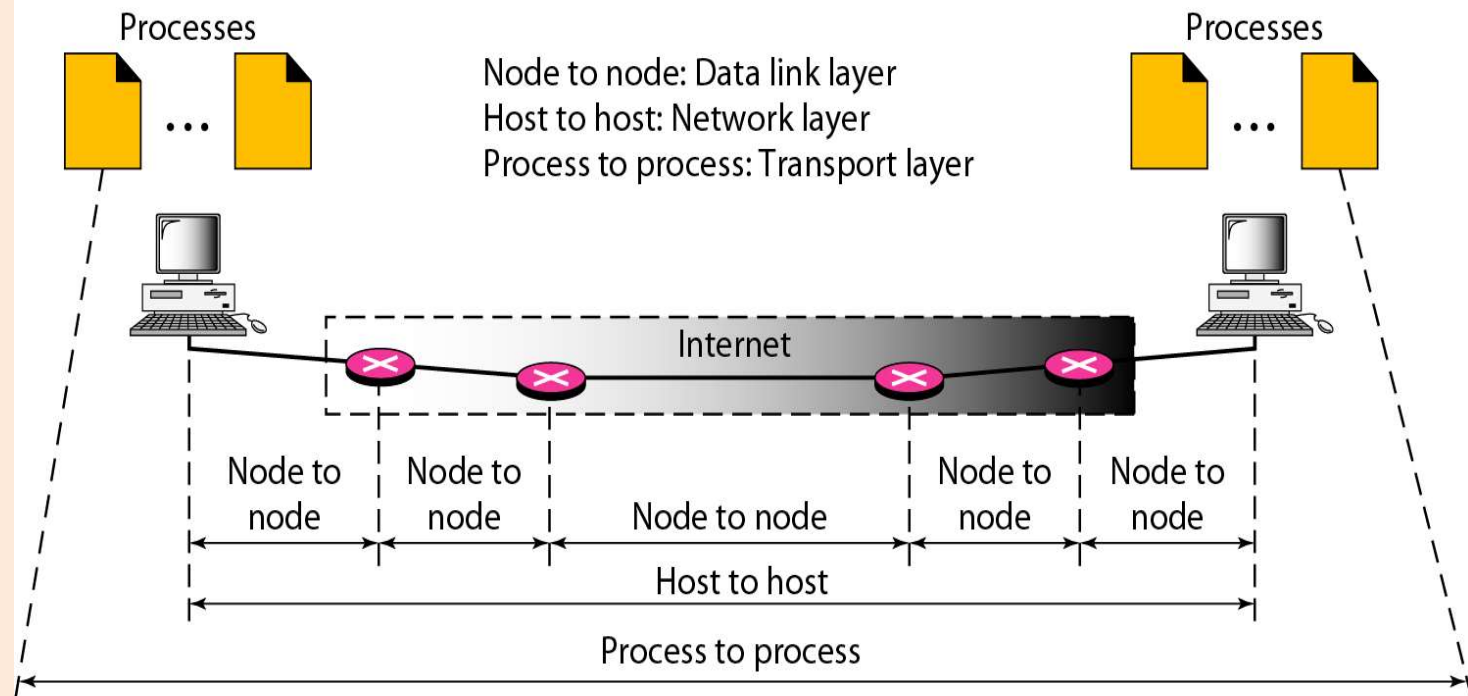 Processes
Processes
Node to node: Data link layer
Host to host: Network layer
Process to process: Transport layer
...
...
Internet
Node to
node
Node to
node
Node to node
Node to
node
Node to
node
Host to host
Process to process